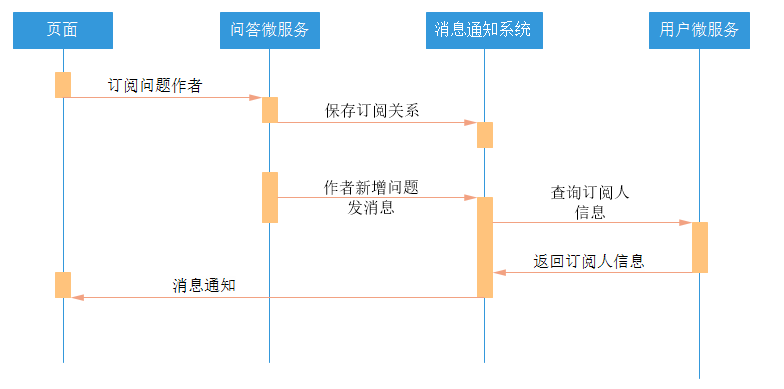 页面
问答微服务
消息通知系统
用户微服务
订阅问题作者
保存订阅关系
作者新增问题
发消息
查询订阅人
信息
返回订阅人信息
消息通知